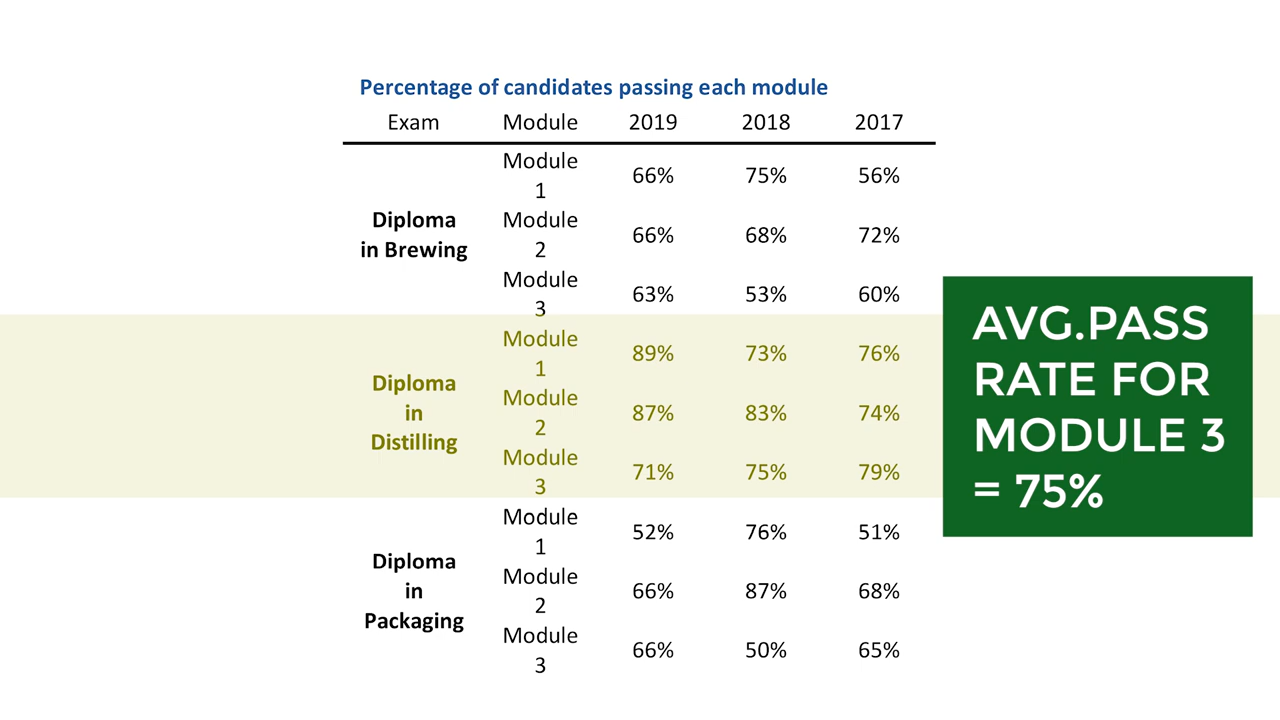 Percentage of candidates passing each module
Exam Module 2019 2018 2017
Diploma in Brewing Module 1 66% 75% 56%
Module 2 66% 68% 72%
Module 3 63% 53% 60%
Diploma in Distilling Module 1 89% 73% 76%
Module 2 87% 83% 74%
Module 3 71% 75% 79%
Diploma in Packaging Module 1 52% 76% 51%
Module 2 66% 87% 68%
Module 3 66% 50% 65%
AVG.PASS
RATE FOR
MODULE 3
= 75%